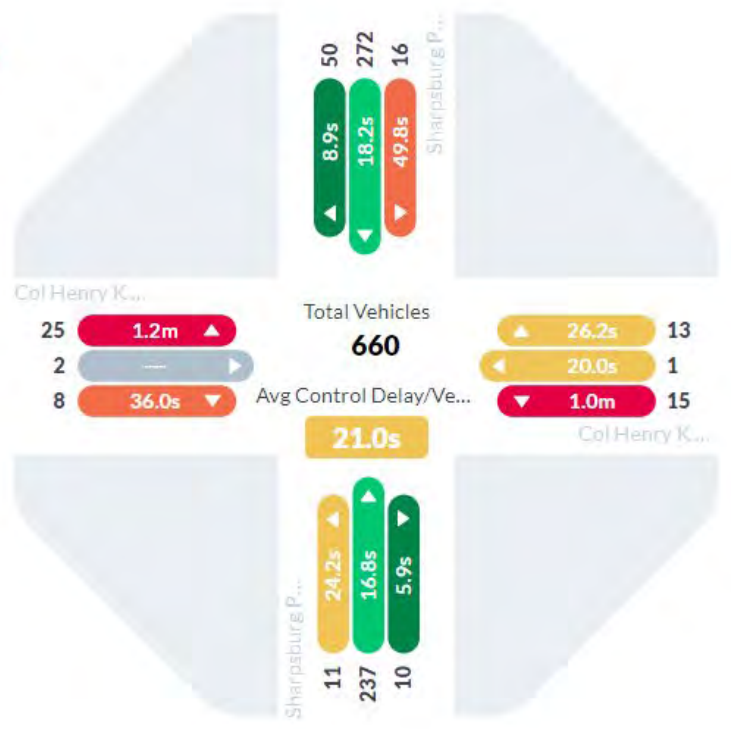 50 272 16
Sharpsburg P...
8.9s 18.2s 49.8s
Col Henry K...
25 1.2m
2 ----
8 36.0s
Total Vehicles
660
Avg Control Delay/Ve...
21.0s
26.2s 13
20.0s 1
1.0m 15
Col Henry K...
Sharpsburg P...
24.2s 16.8s 5.9s
11 237 10